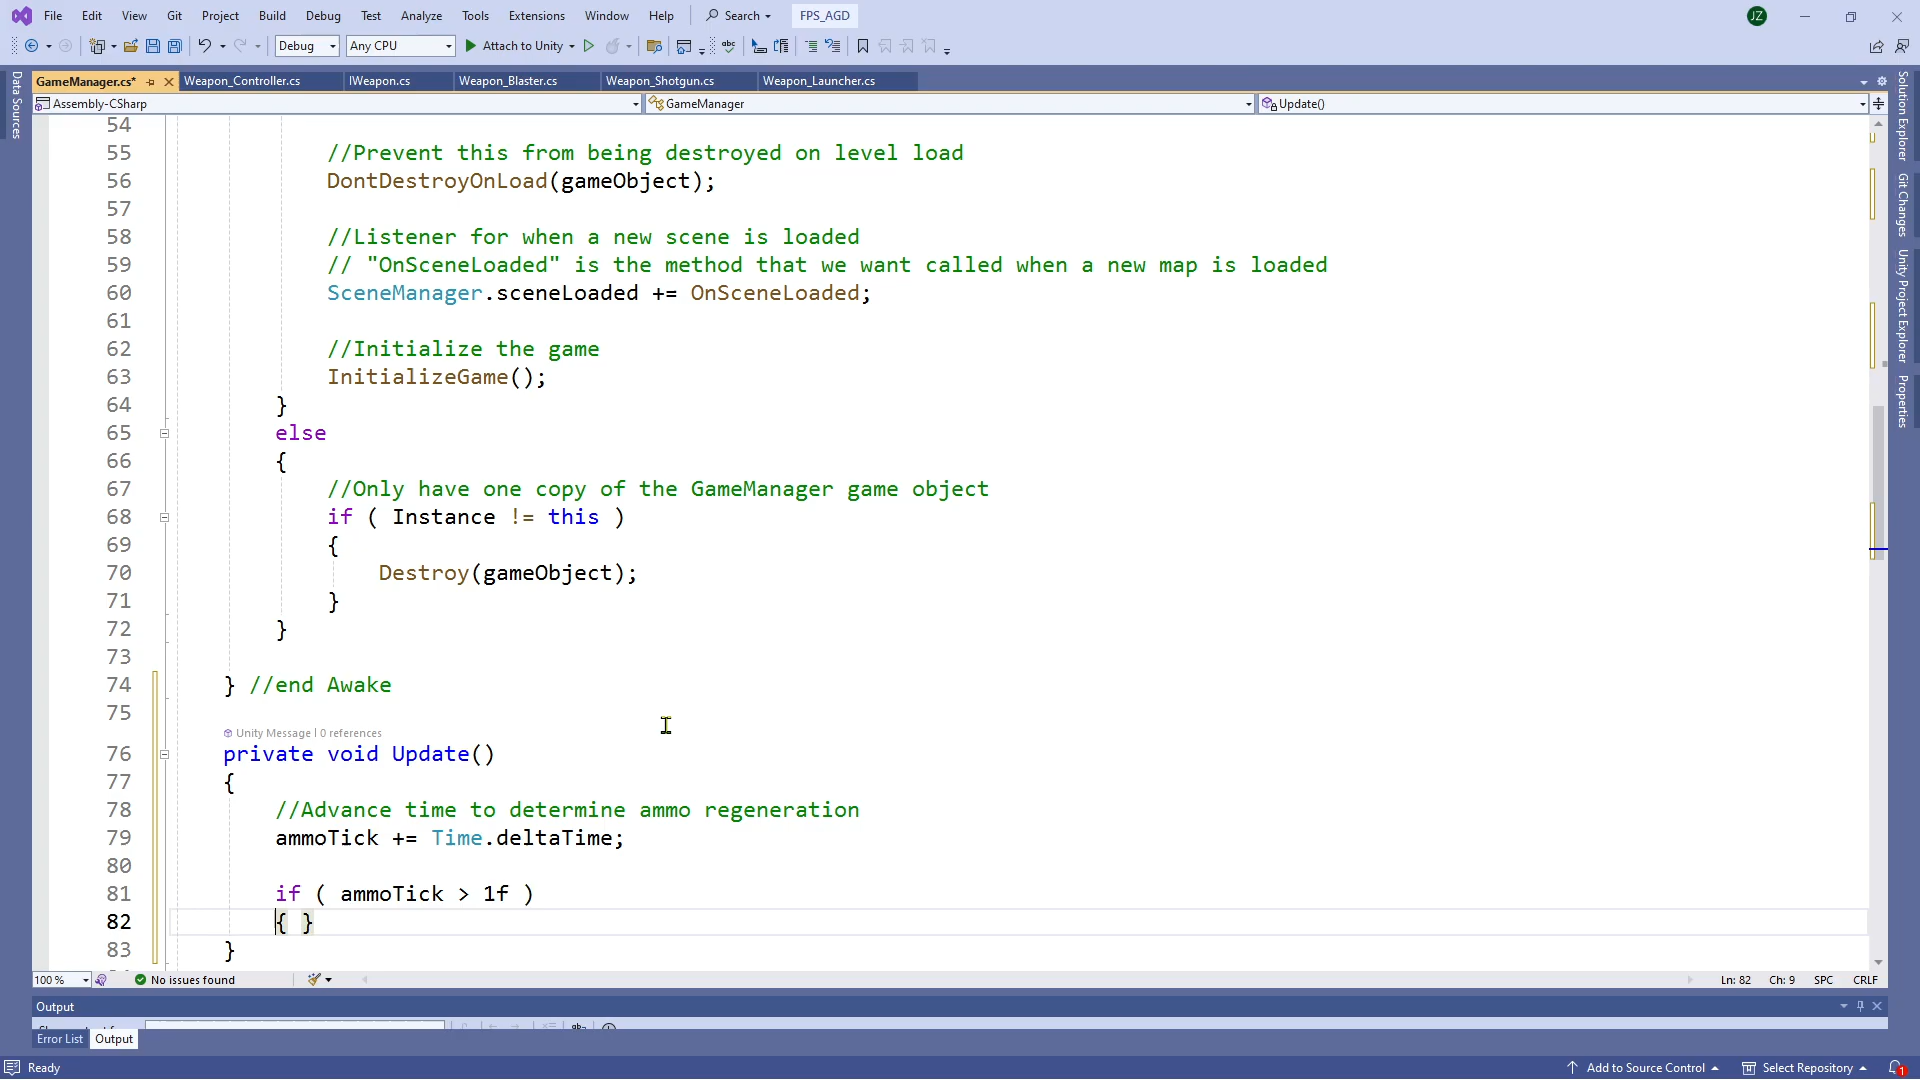 File Edit View Git Project Build Debug Test Analyze Tools Extensions Window Help Search FPS_AGD JZ
Debug Any CPU Attach to Unity
GameManager.cs* Weapon_Controller.cs IWeapon.cs Weapon_Blaster.cs Weapon_Shotgun.cs Weapon_Launcher.cs
Assembly-CSharp GameManager Update()
54
55 //Prevent this from being destroyed on level load
56 DontDestroyOnLoad(gameObject);
57
58 //Listener for when a new scene is loaded
59 // "OnSceneLoaded" is the method that we want called when a new map is loaded
60 SceneManager.sceneLoaded += OnSceneLoaded;
61
62 //Initialize the game
63 InitializeGame();
64 }
65 else
66 {
67 //Only have one copy of the GameManager game object
68 if ( Instance != this )
69 {
70 Destroy(gameObject);
71 }
72 }
73
74 } //end Awake
75
Unity Message | 0 references
76 private void Update()
77 {
78 //Advance time to determine ammo regeneration
79 ammoTick += Time.deltaTime;
80
81 if ( ammoTick > 1f )
82 { }
83 }
100 % No issues found Ln: 82 Ch: 9 SPC CRLF
Output
Error List Output
Ready Add to Source Control Select Repository 1
Data Sources
Solution Explorer
Git Changes
Unity Project Explorer
Properties